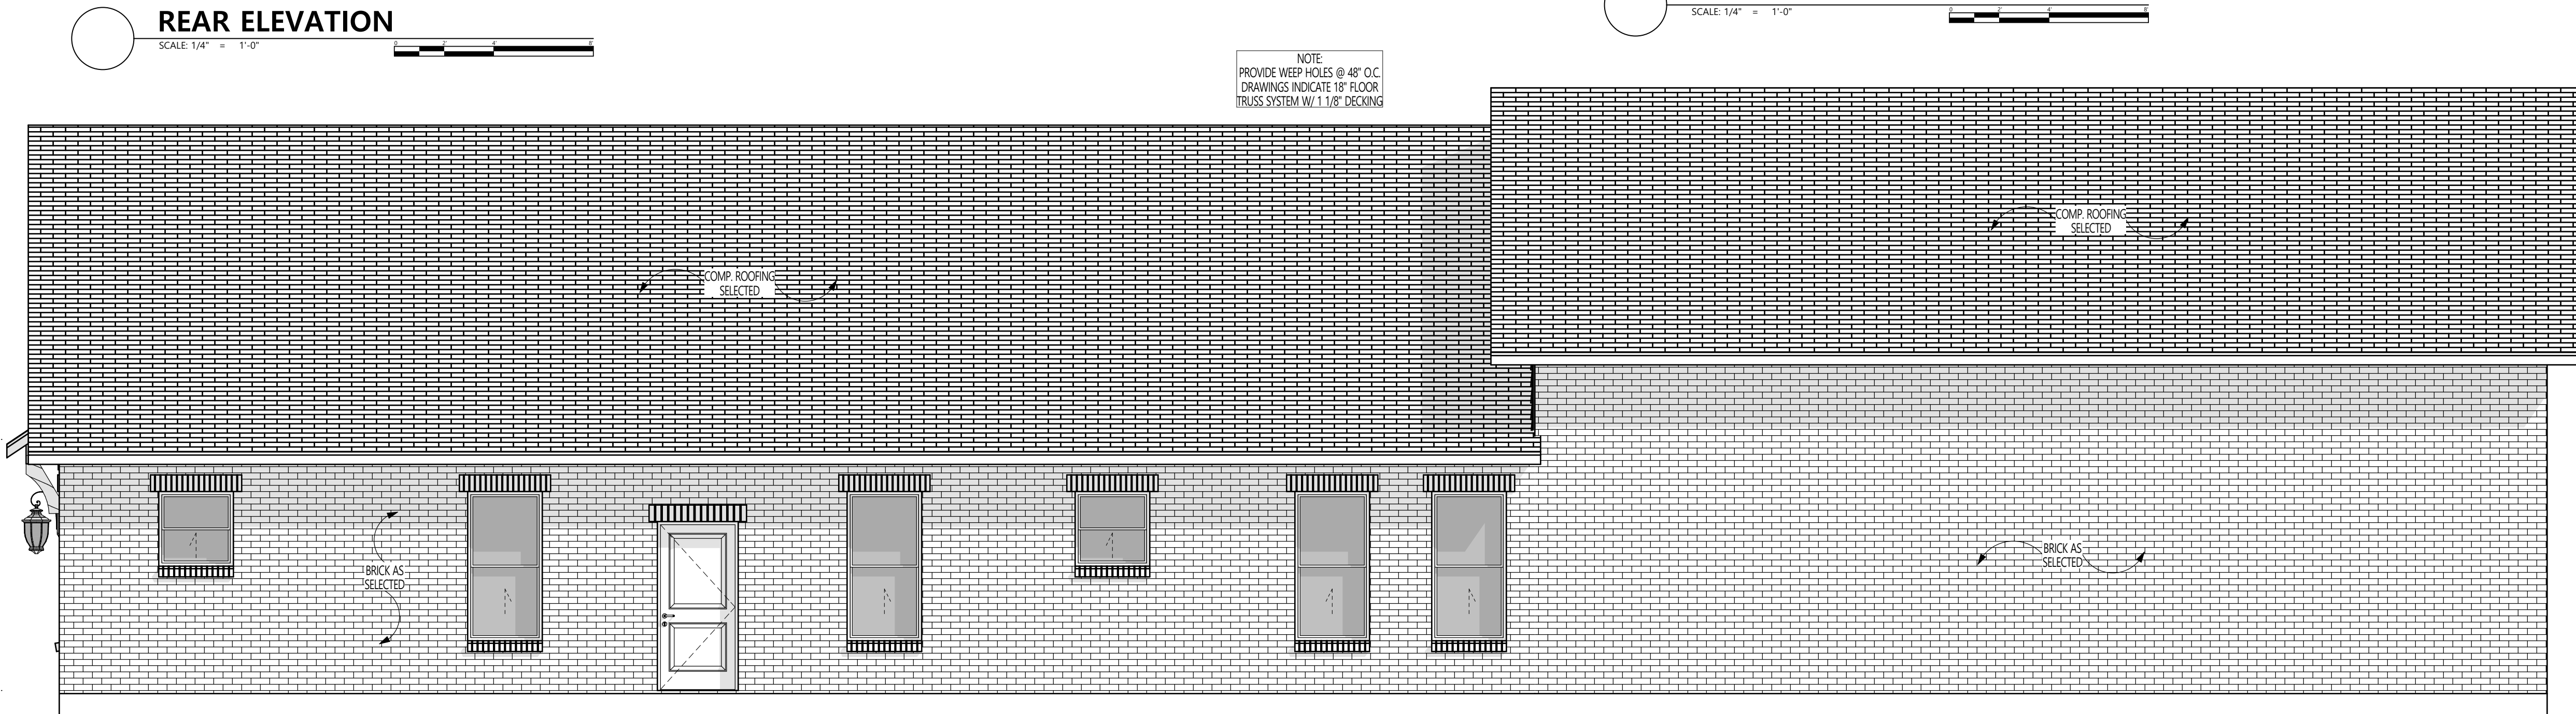 REAR ELEVATION
SCALE: 1/4" = 1'-0"
0 2' 4' 8'
SCALE: 1/4" = 1'-0"
0 2' 4' 8'
NOTE:
PROVIDE WEEP HOLES @ 48" O.C.
DRAWINGS INDICATE 18" FLOOR
TRUSS SYSTEM W/ 1 1/8" DECKING
COMP. ROOFING
SELECTED
COMP. ROOFING
SELECTED
BRICK AS
SELECTED
BRICK AS
SELECTED